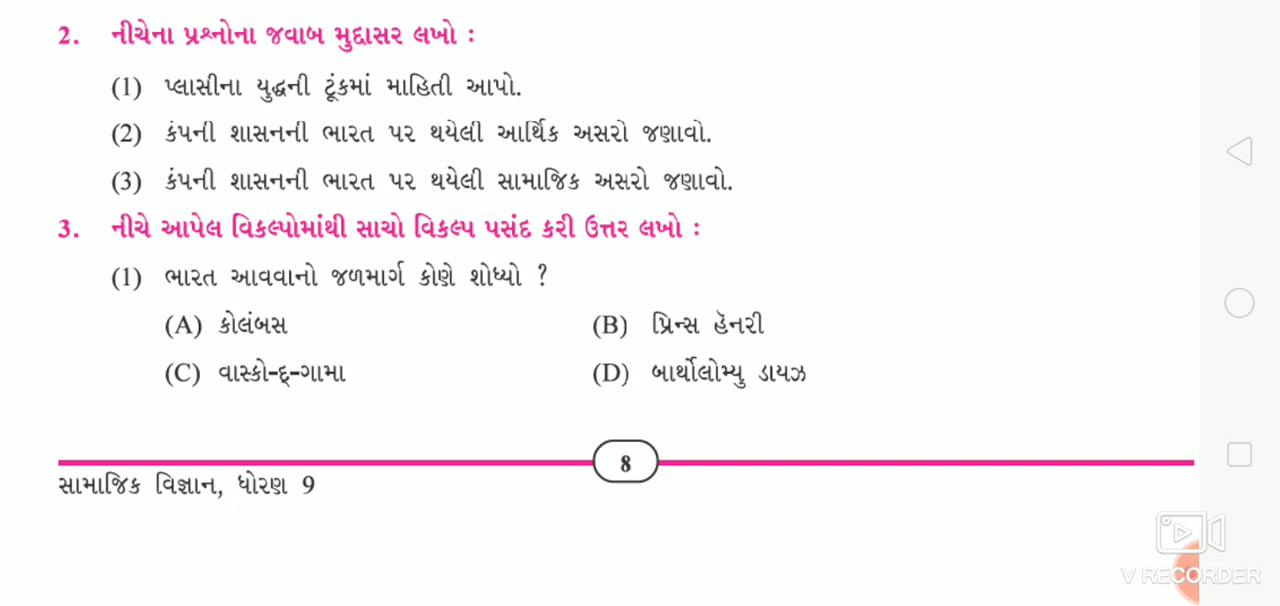 2. નીચેના પ્રશ્નોના જવાબ મુદ્દાસર લખો :
(1) પ્લાસીના યુદ્ધની ટૂંકમાં માહિતી આપો.
(2) કંપની શાસનની ભારત પર થયેલી આર્થિક અસરો જણાવો.
(3) કંપની શાસનની ભારત પર થયેલી સામાજિક અસરો જણાવો.
3. નીચે આપેલ વિકલ્પોમાંથી સાચો વિકલ્પ પસંદ કરી ઉત્તર લખો :
(1) ભારત આવવાનો જળમાર્ગ કોણે શોધ્યો ?
(A) કોલંબસ (B) પ્રિન્સ હૅનરી
(C) વાસ્કો-દ્-ગામા (D) બાર્થોલોમ્યુ ડાયઝ
8
સામાજિક વિજ્ઞાન, ધોરણ 9
V RECORDER